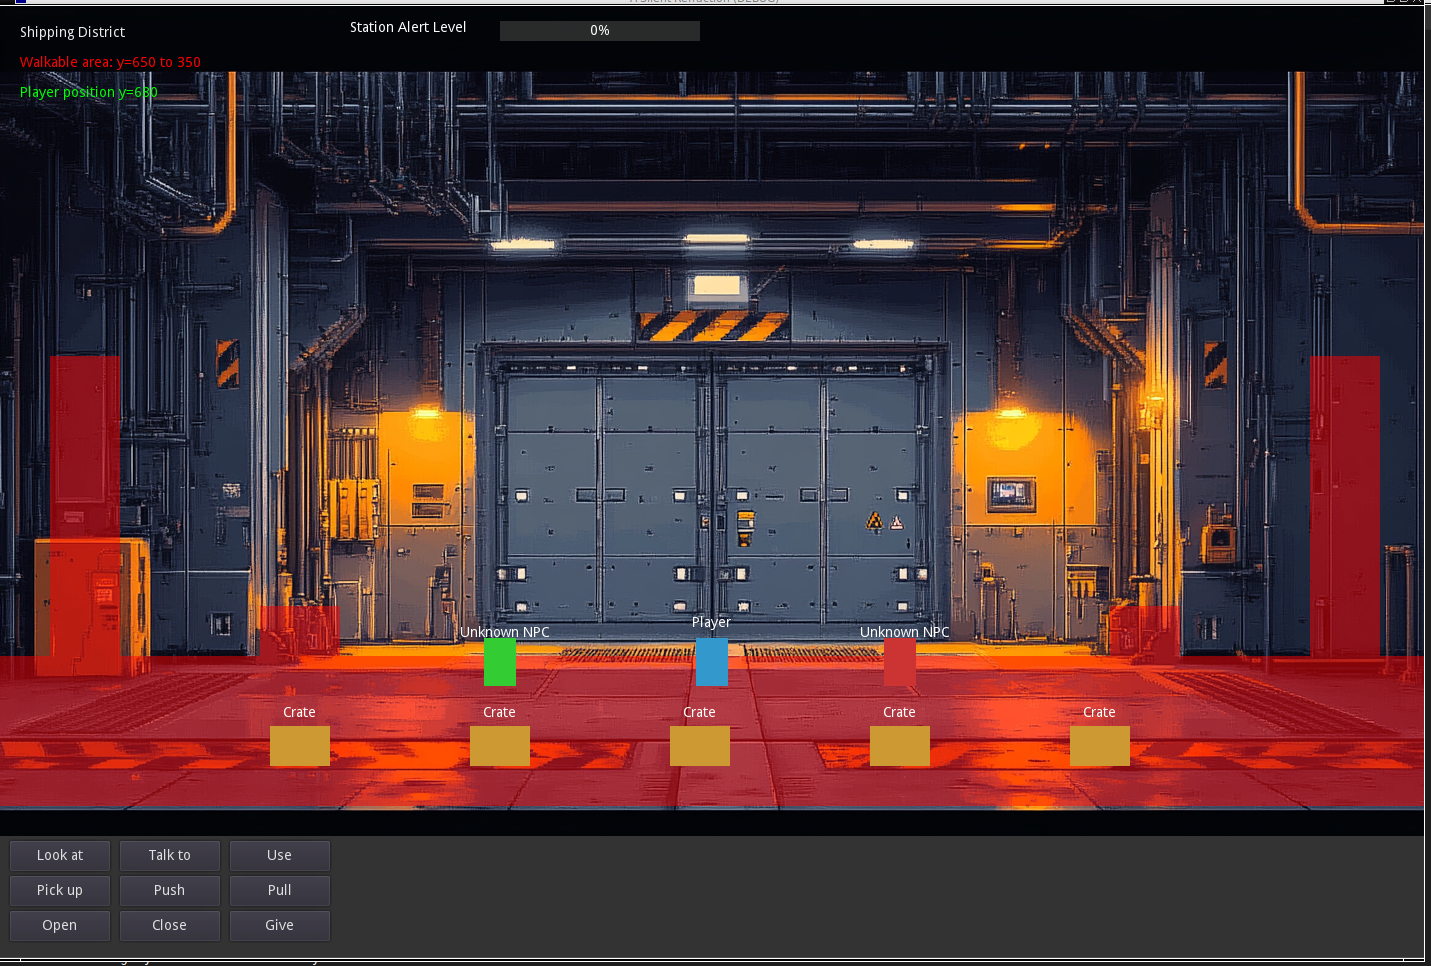 Shipping District
Station Alert Level
0%
Walkable area: y=650 to 350
Player position y=680
Player
Unknown NPC
Unknown NPC
Crate
Crate
Crate
Crate
Crate
Look at
Talk to
Use
Pick up
Push
Pull
Open
Close
Give